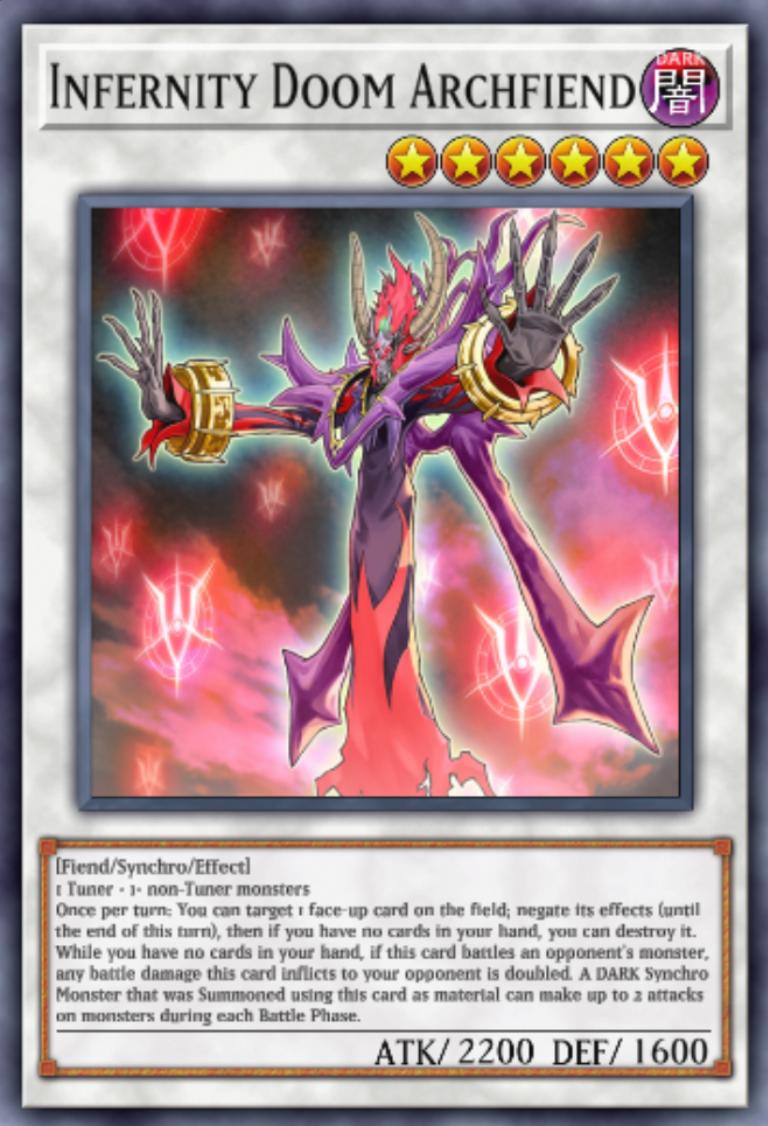 INFERNITY DOOM ARCHFIEND
DARK
闇
[Fiend/Synchro/Effect]
1 Tuner + 1+ non-Tuner monsters
Once per turn: You can target 1 face-up card on the field; negate its effects (until
the end of this turn), then if you have no cards in your hand, you can destroy it.
While you have no cards in your hand, if this card battles an opponent's monster,
any battle damage this card inflicts to your opponent is doubled. A DARK Synchro
Monster that was Summoned using this card as material can make up to 2 attacks
on monsters during each Battle Phase.
ATK/ 2200 DEF/ 1600